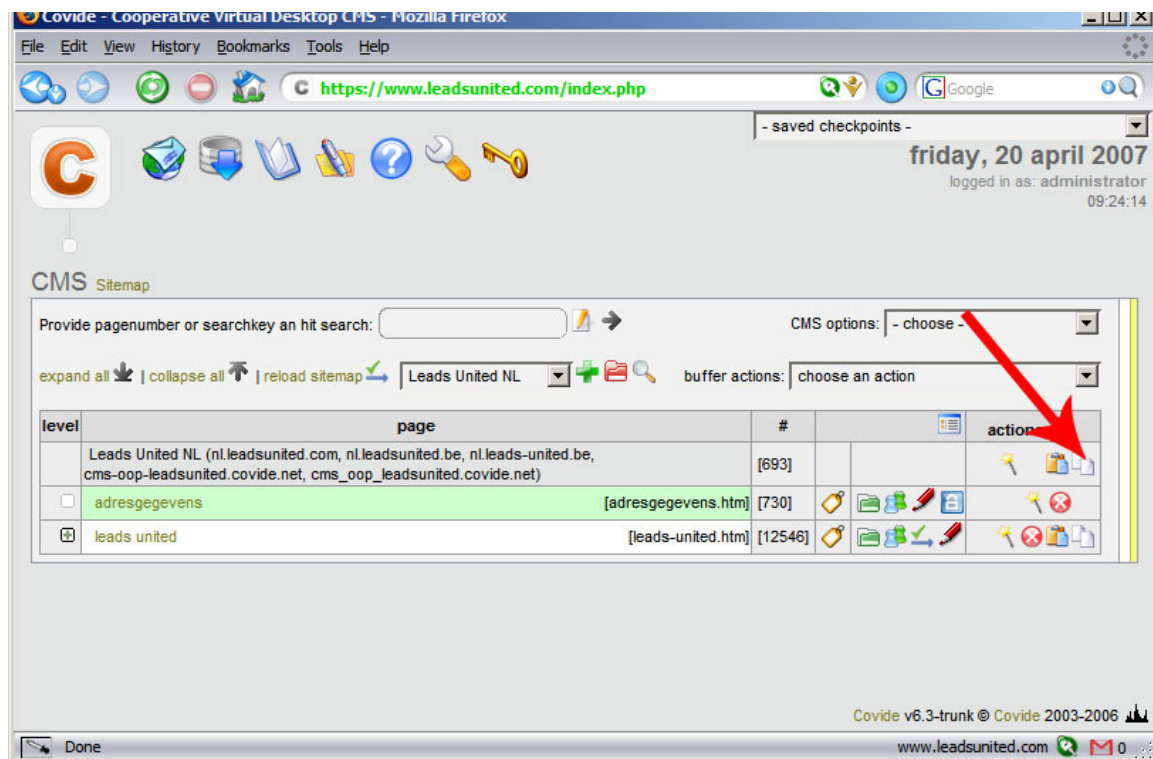 Covide - Cooperative Virtual Desktop CMS - Mozilla Firefox
File Edit View History Bookmarks Tools Help
C https://www.leadsunited.com/index.php G Google
- saved checkpoints -
C
friday, 20 april 2007
logged in as: administrator
09:24:14
CMS Sitemap
Provide pagenumber or searchkey an hit search: CMS options: - choose -
expand all | collapse all | reload sitemap Leads United NL buffer actions: choose an action
level page # actions
Leads United NL (nl.leadsunited.com, nl.leadsunited.be, nl.leads-united.be,
cms-oop-leadsunited.covide.net, cms_oop_leadsunited.covide.net) [693]
adresgegevens [adresgegevens.htm] [730]
leads united [leads-united.htm] [12546]
Covide v6.3-trunk © Covide 2003-2006
Done www.leadsunited.com 0